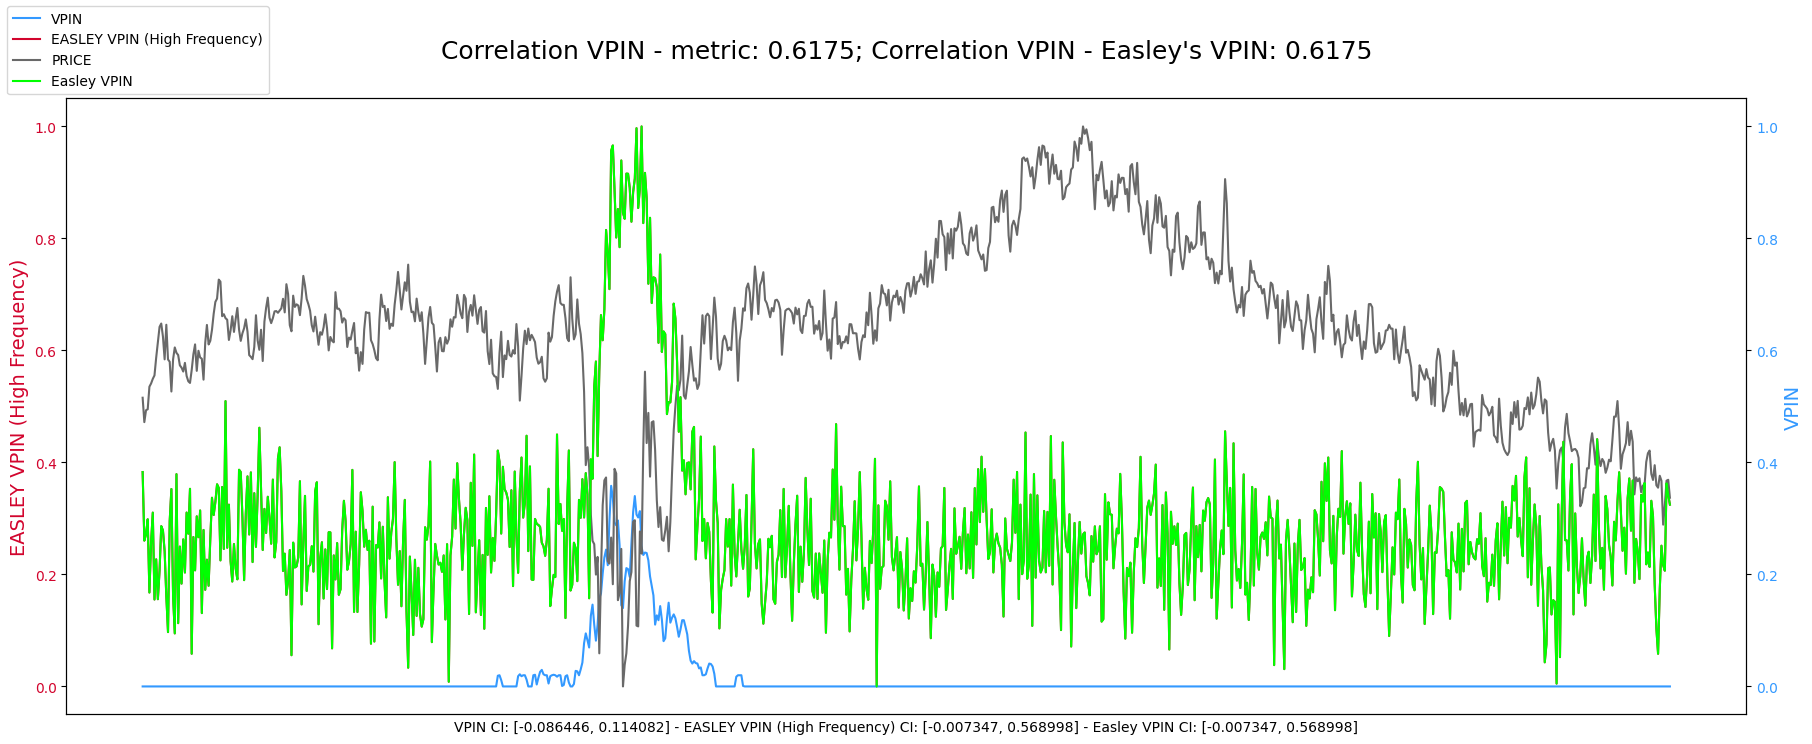 VPIN
EASLEY VPIN (High Frequency)
PRICE
Easley VPIN
Correlation VPIN - metric: 0.6175; Correlation VPIN - Easley's VPIN: 0.6175
EASLEY VPIN (High Frequency)
1.0
0.8
0.6
0.4
0.2
0.0
1.0
0.8
0.6
0.4
0.2
0.0
VPIN
VPIN CI: [-0.086446, 0.114082] - EASLEY VPIN (High Frequency) CI: [-0.007347, 0.568998] - Easley VPIN CI: [-0.007347, 0.568998]